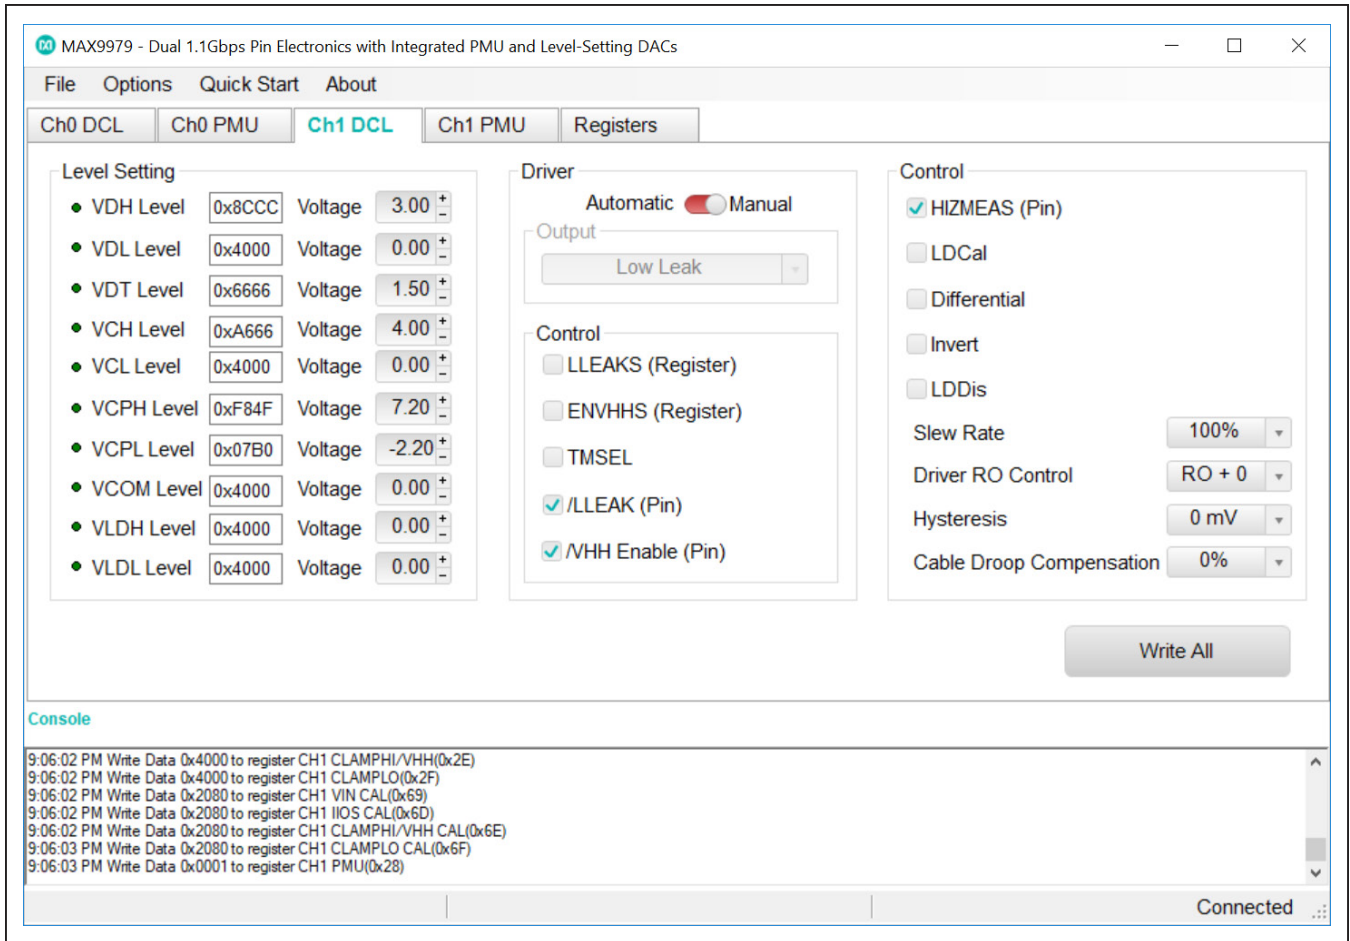 MAX9979 - Dual 1.1Gbps Pin Electronics with Integrated PMU and Level-Setting DACs
File Options Quick Start About
Ch0 DCL Ch0 PMU Ch1 DCL Ch1 PMU Registers
Level Setting
VDH Level 0x8CCC Voltage 3.00
VDL Level 0x4000 Voltage 0.00
VDT Level 0x6666 Voltage 1.50
VCH Level 0xA666 Voltage 4.00
VCL Level 0x4000 Voltage 0.00
VCPH Level 0xF84F Voltage 7.20
VCPL Level 0x07B0 Voltage -2.20
VCOM Level 0x4000 Voltage 0.00
VLDH Level 0x4000 Voltage 0.00
VLDL Level 0x4000 Voltage 0.00
Driver
Automatic Manual
Output
Low Leak
Control
LLEAKS (Register)
ENVHHS (Register)
TMSEL
/LLEAK (Pin)
/VHH Enable (Pin)
Control
HIZMEAS (Pin)
LDCal
Differential
Invert
LDDis
Slew Rate 100%
Driver RO Control RO + 0
Hysteresis 0 mV
Cable Droop Compensation 0%
Write All
Console
9:06:02 PM Write Data 0x4000 to register CH1 CLAMPHI/VHH(0x2E)
9:06:02 PM Write Data 0x4000 to register CH1 CLAMPLO(0x2F)
9:06:02 PM Write Data 0x2080 to register CH1 VIN CAL(0x69)
9:06:02 PM Write Data 0x2080 to register CH1 IIOS CAL(0x6D)
9:06:02 PM Write Data 0x2080 to register CH1 CLAMPHI/VHH CAL(0x6E)
9:06:03 PM Write Data 0x2080 to register CH1 CLAMPLO CAL(0x6F)
9:06:03 PM Write Data 0x0001 to register CH1 PMU(0x28)
Connected